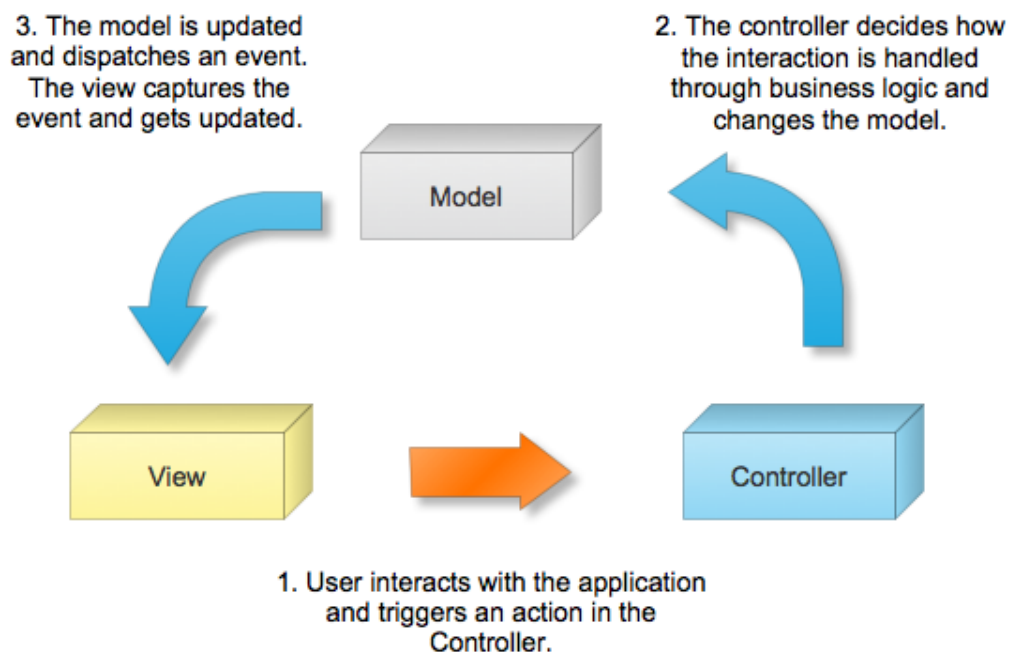 3. The model is updated
and dispatches an event.
The view captures the
event and gets updated.
2. The controller decides how
the interaction is handled
through business logic and
changes the model.
Model
View
Controller
1. User interacts with the application
and triggers an action in the
Controller.